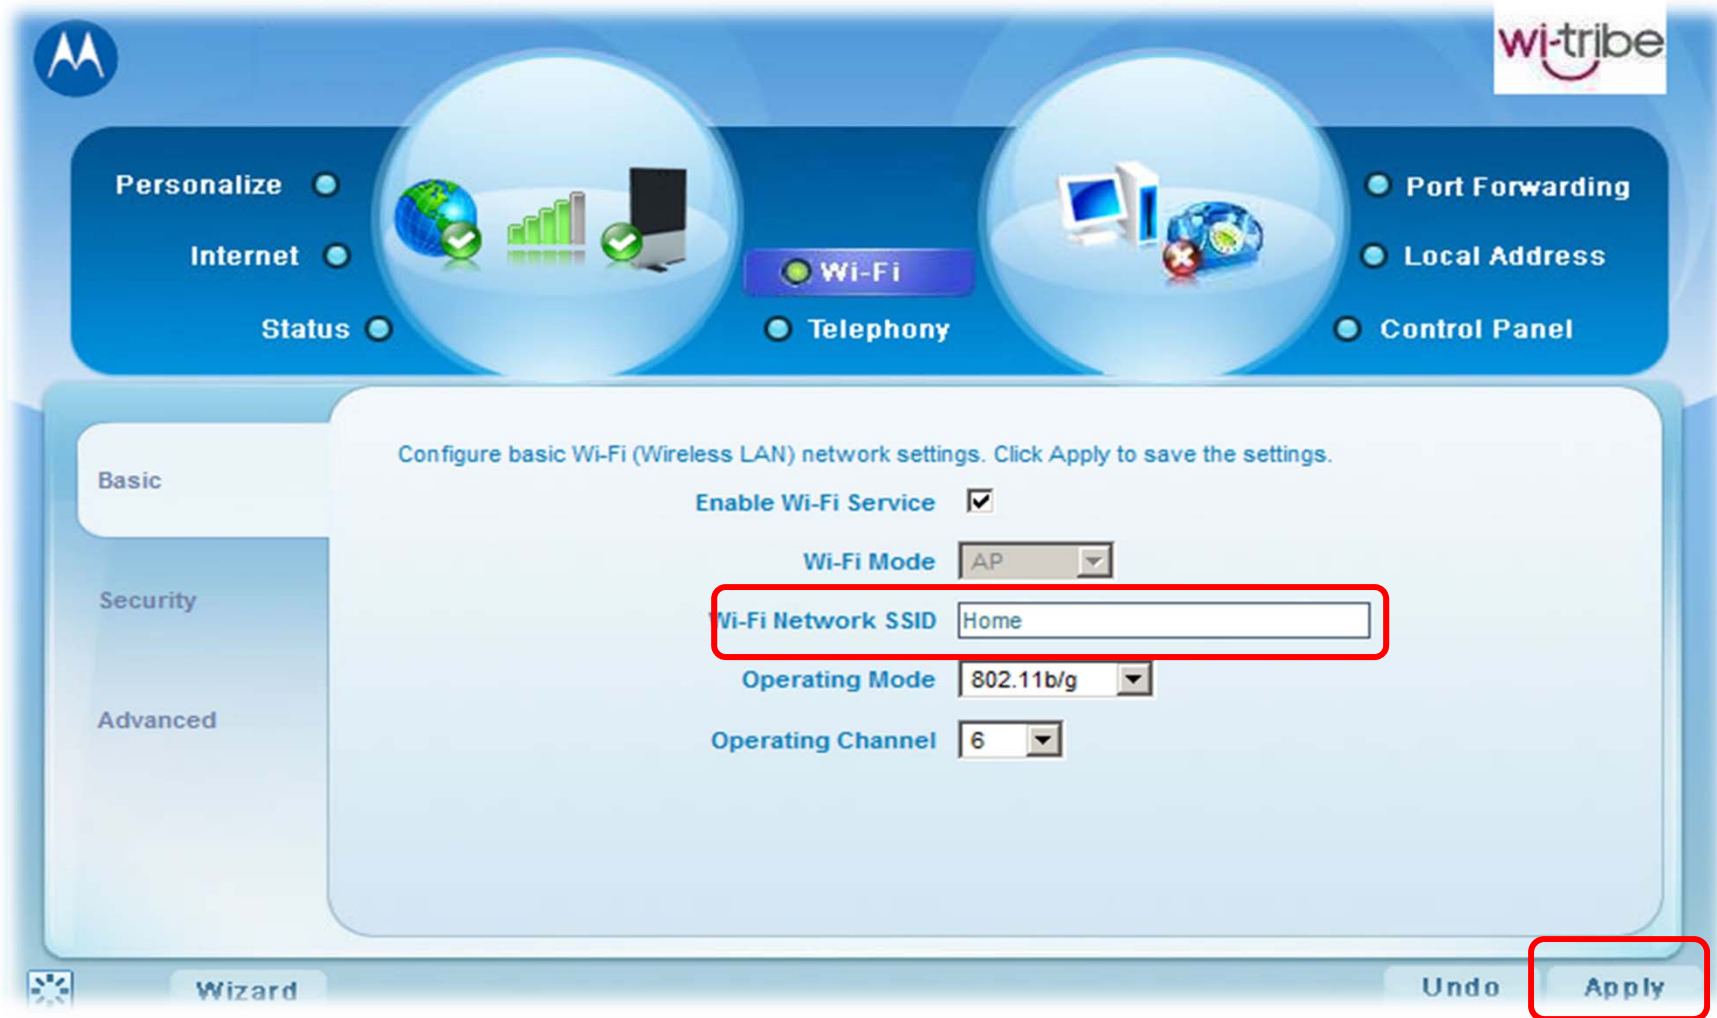 wi-tribe
Personalize
Internet
Status
Wi-Fi
Telephony
Port Forwarding
Local Address
Control Panel
Basic
Security
Advanced
Configure basic Wi-Fi (Wireless LAN) network settings. Click Apply to save the settings.
Enable Wi-Fi Service
Wi-Fi Mode AP
Wi-Fi Network SSID Home
Operating Mode 802.11b/g
Operating Channel 6
Wizard
Undo
Apply